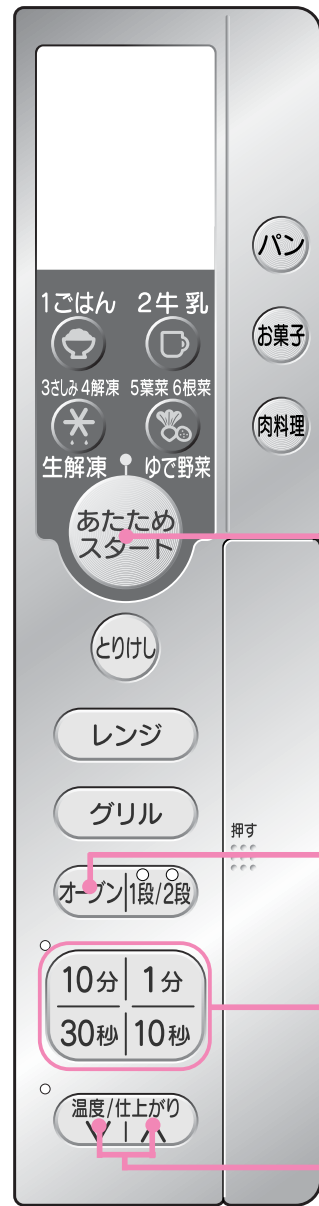 パン
1ごはん 2牛乳
お菓子
3さしみ 4解凍 5葉菜 6根菜
肉料理
生解凍 ゆで野菜
あたため
スタート
とりけし
レンジ
グリル
押す
オーブン 1段/2段
10分 1分
30秒 10秒
温度/仕上がり